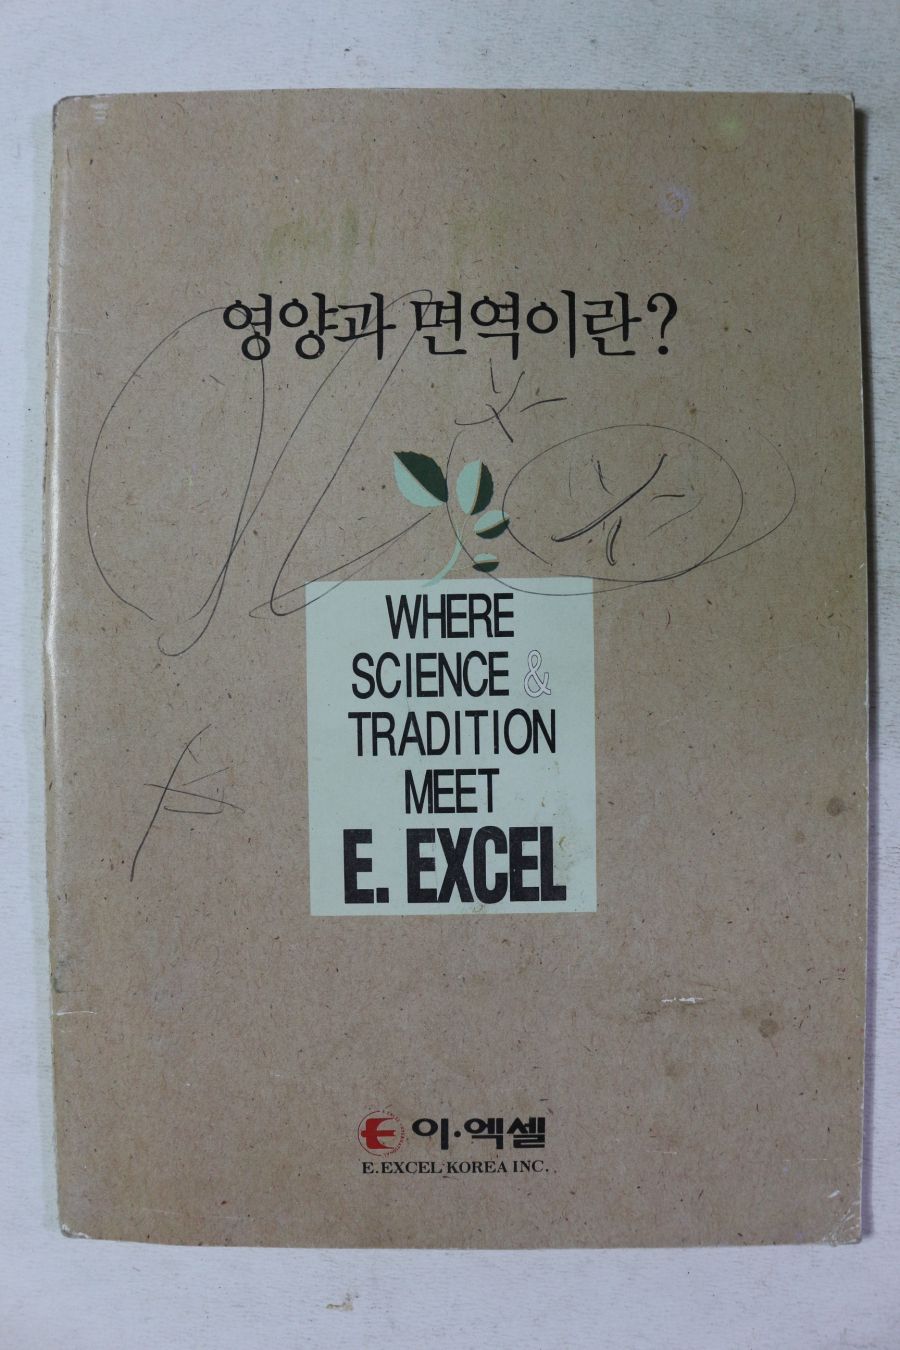 영양과 면역이란?
WHERE
SCIENCE &
TRADITION
MEET
E. EXCEL
이·엑셀
E. EXCEL KOREA INC.